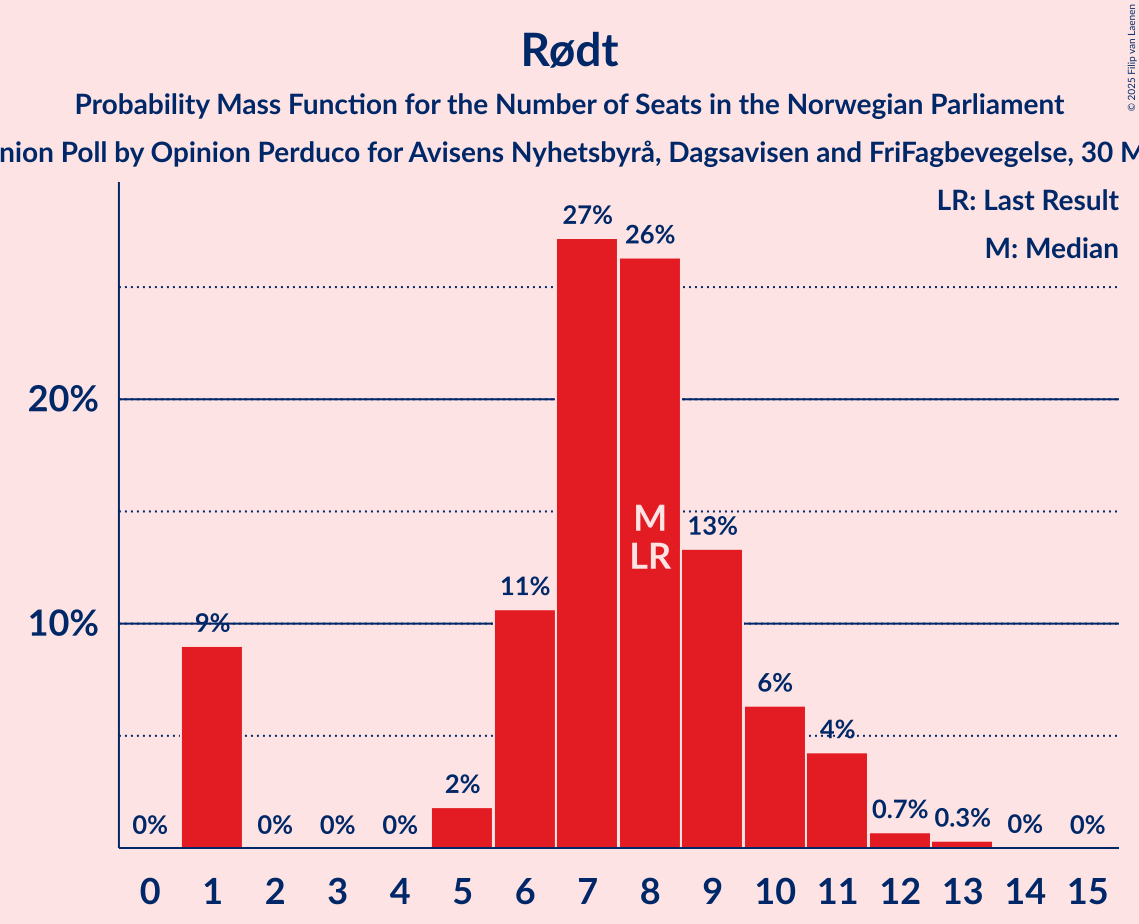 Rødt
Probability Mass Function for the Number of Seats in the Norwegian Parliament
Poll by Opinion Perduco for Avisens Nyhetsbyrå, Dagsavisen and FriFagbevegelse, 30
© 2025 Filip van Laenen
LR: Last Result
M: Median
27%
26%
20%
M
LR
13%
11%
10%
9%
6%
4%
2%
0% 0% 0% 0% 0.7% 0.3% 0% 0%
0 1 2 3 4 5 6 7 8 9 10 11 12 13 14 15